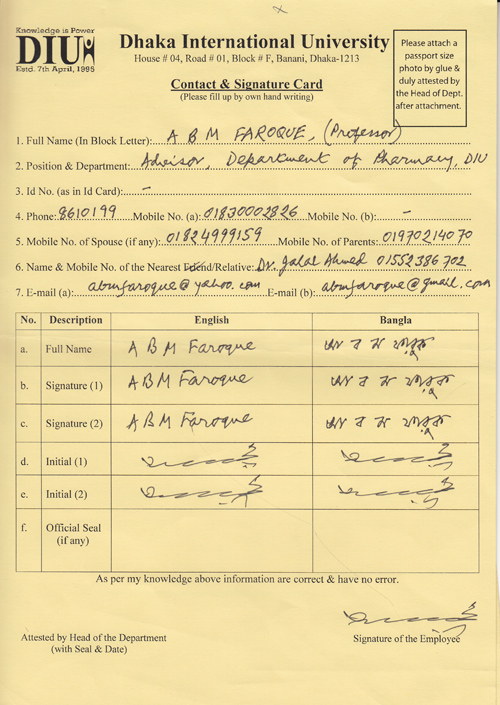 Knowledge is Power
DIU
Estd. 7th April, 1995
Dhaka International University
House # 04, Road # 01, Block # F, Banani, Dhaka-1213
Contact & Signature Card
(Please fill up by own hand writing)
Please attach a
passport size
photo by glue &
duly attested by
the Head of Dept.
after attachment.
1. Full Name (In Block Letter): A B M FAROQUE, (Professor)
2. Position & Department: Advisor, Department of Pharmacy, DIU
3. Id No. (as in Id Card): –
4. Phone: 8610199 Mobile No. (a): 01830002826 Mobile No. (b): –
5. Mobile No. of Spouse (if any): 01824999159 Mobile No. of Parents: 01970214070
6. Name & Mobile No. of the Nearest Friend/Relative: Dr. Jalal Ahmed 01552386702
7. E-mail (a): abmfaroque@yahoo.com E-mail (b): abmfaroque@gmail.com
No. Description English Bangla
a. Full Name A B M Faroque এ বি এম ফারুক
b. Signature (1) A B M Faroque এ বি এম ফারুক
c. Signature (2) A B M Faroque এ বি এম ফারুক
d. Initial (1)
e. Initial (2)
f. Official Seal
(if any)
As per my knowledge above information are correct & have no error.
Attested by Head of the Department
(with Seal & Date)
Signature of the Employee